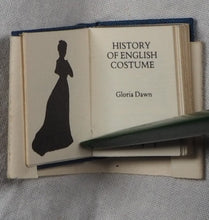 HISTORY
OF ENGLISH
COSTUME
Gloria Dawn